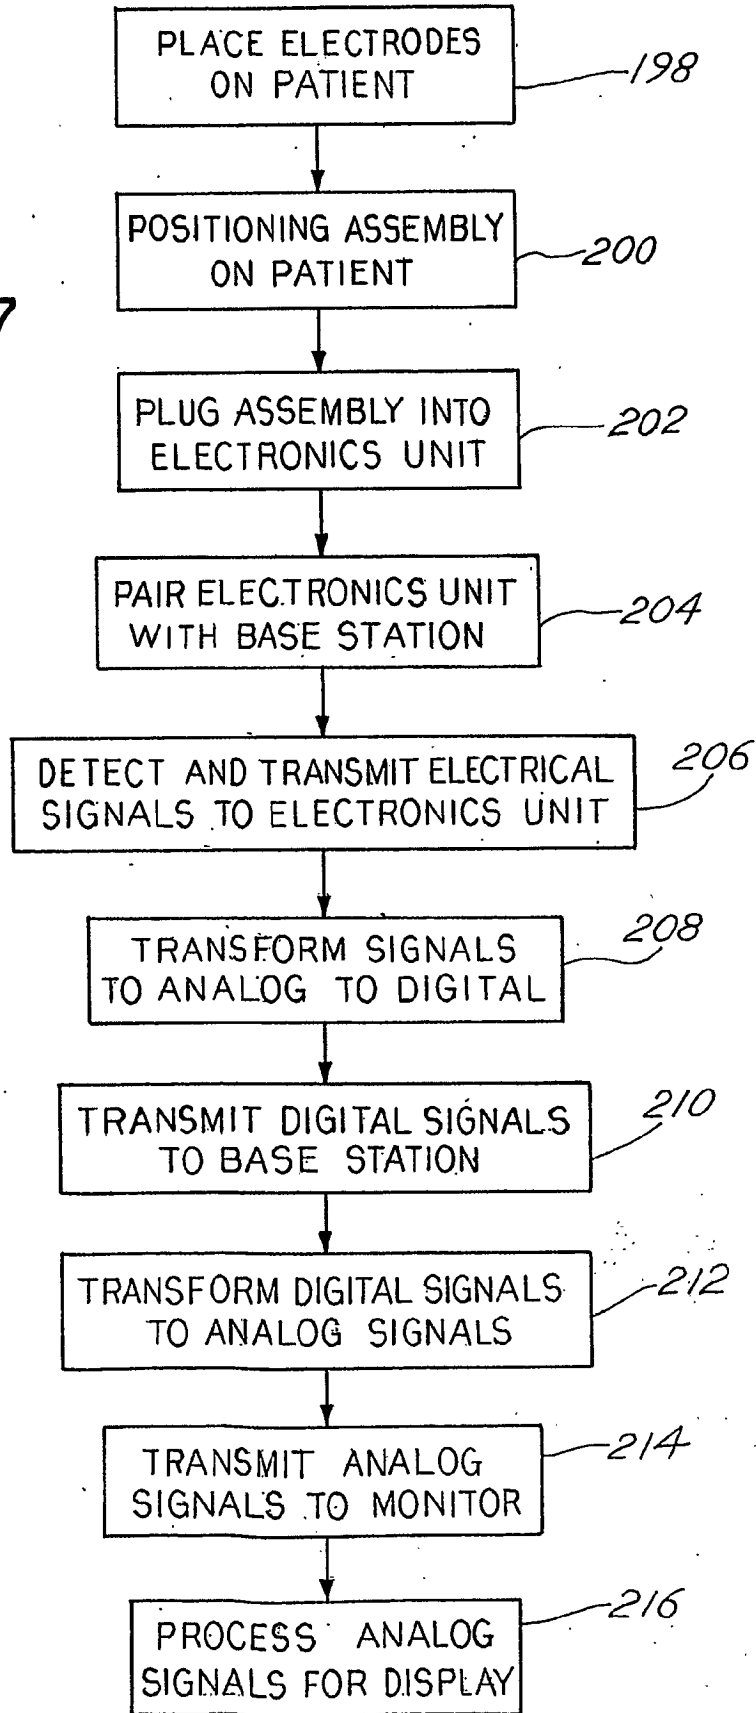 PLACE ELECTRODES
ON PATIENT
198
POSITIONING ASSEMBLY
ON PATIENT
200
7
PLUG ASSEMBLY INTO
ELECTRONICS UNIT
202
PAIR ELECTRONICS UNIT
WITH BASE STATION
204
DETECT AND TRANSMIT ELECTRICAL
SIGNALS TO ELECTRONICS UNIT
206
TRANSFORM SIGNALS
TO ANALOG TO DIGITAL
208
TRANSMIT DIGITAL SIGNALS
TO BASE STATION
210
TRANSFORM DIGITAL SIGNALS
TO ANALOG SIGNALS
212
TRANSMIT ANALOG
SIGNALS TO MONITOR
214
PROCESS ANALOG
SIGNALS FOR DISPLAY
216